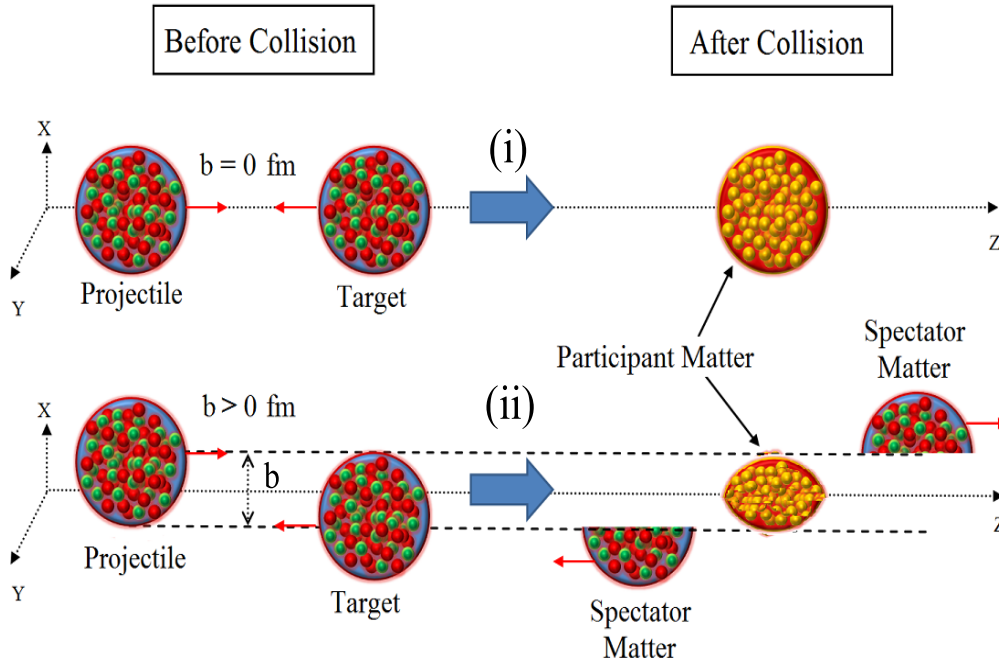 Before Collision
After Collision
X
b = 0 fm
(i)
Z
Y
Projectile
Target
Participant Matter
Spectator
Matter
X
b > 0 fm
(ii)
b
Z
Y
Projectile
Target
Spectator
Matter